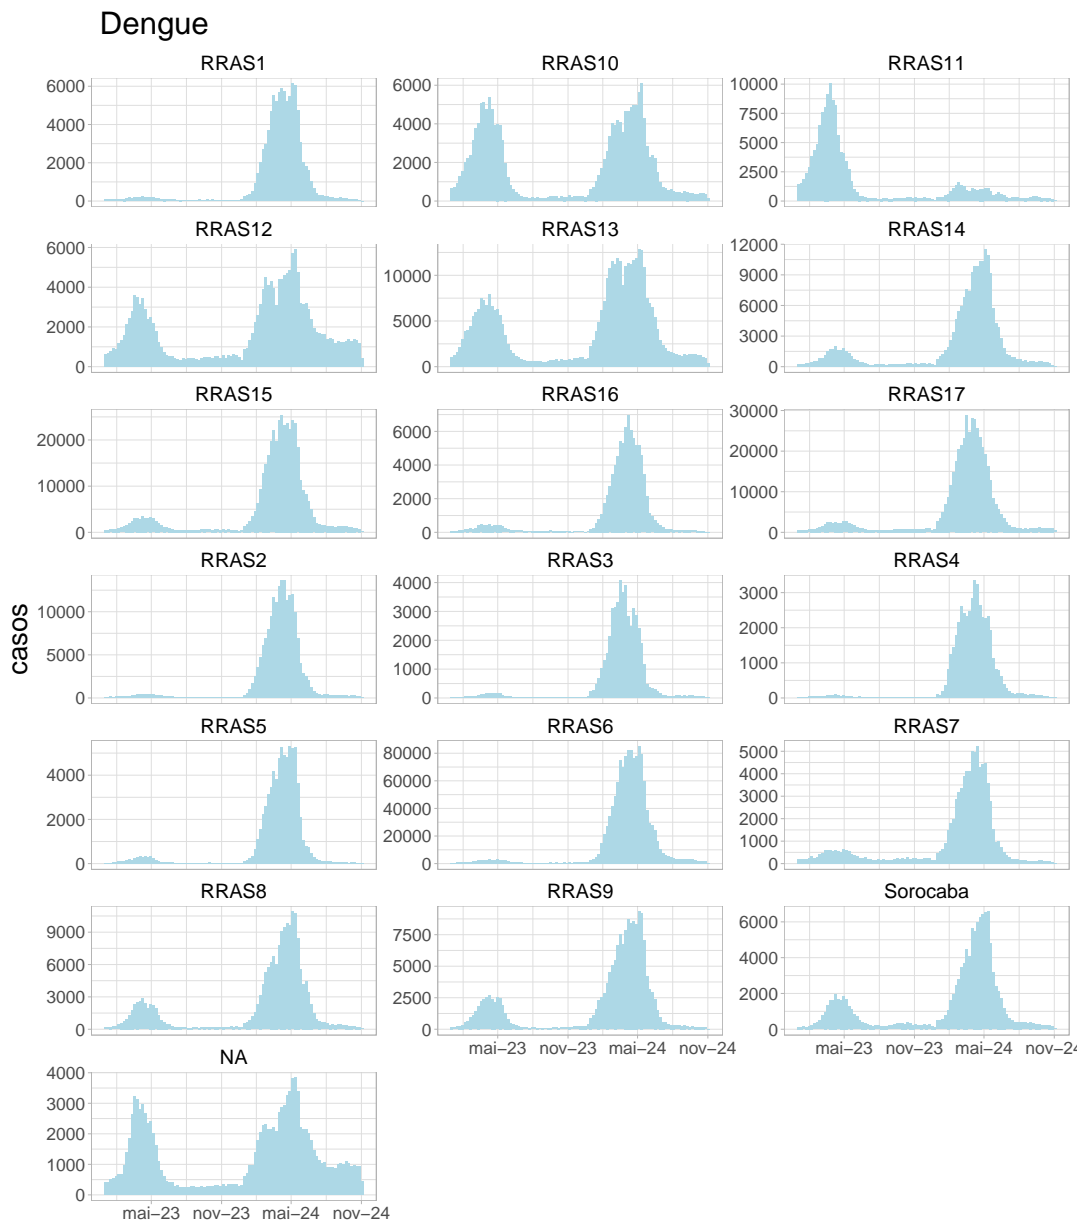 Dengue
RRAS1 RRAS10 RRAS11
6000 4000 2000 0
6000 4000 2000 0
10000 7500 5000 2500 0
RRAS12 RRAS13 RRAS14
6000 4000 2000 0
10000 5000 0
12000 9000 6000 3000 0
RRAS15 RRAS16 RRAS17
20000 10000 0
6000 4000 2000 0
30000 20000 10000 0
RRAS2 RRAS3 RRAS4
10000 5000 0
4000 3000 2000 1000 0
3000 2000 1000 0
casos
RRAS5 RRAS6 RRAS7
4000 2000 0
80000 60000 40000 20000 0
5000 4000 3000 2000 1000 0
RRAS8 RRAS9 Sorocaba
9000 6000 3000 0
7500 5000 2500 0
6000 4000 2000 0
mai–23 nov–23 mai–24 nov–24
mai–23 nov–23 mai–24 nov–24
NA
4000 3000 2000 1000 0
mai–23 nov–23 mai–24 nov–24